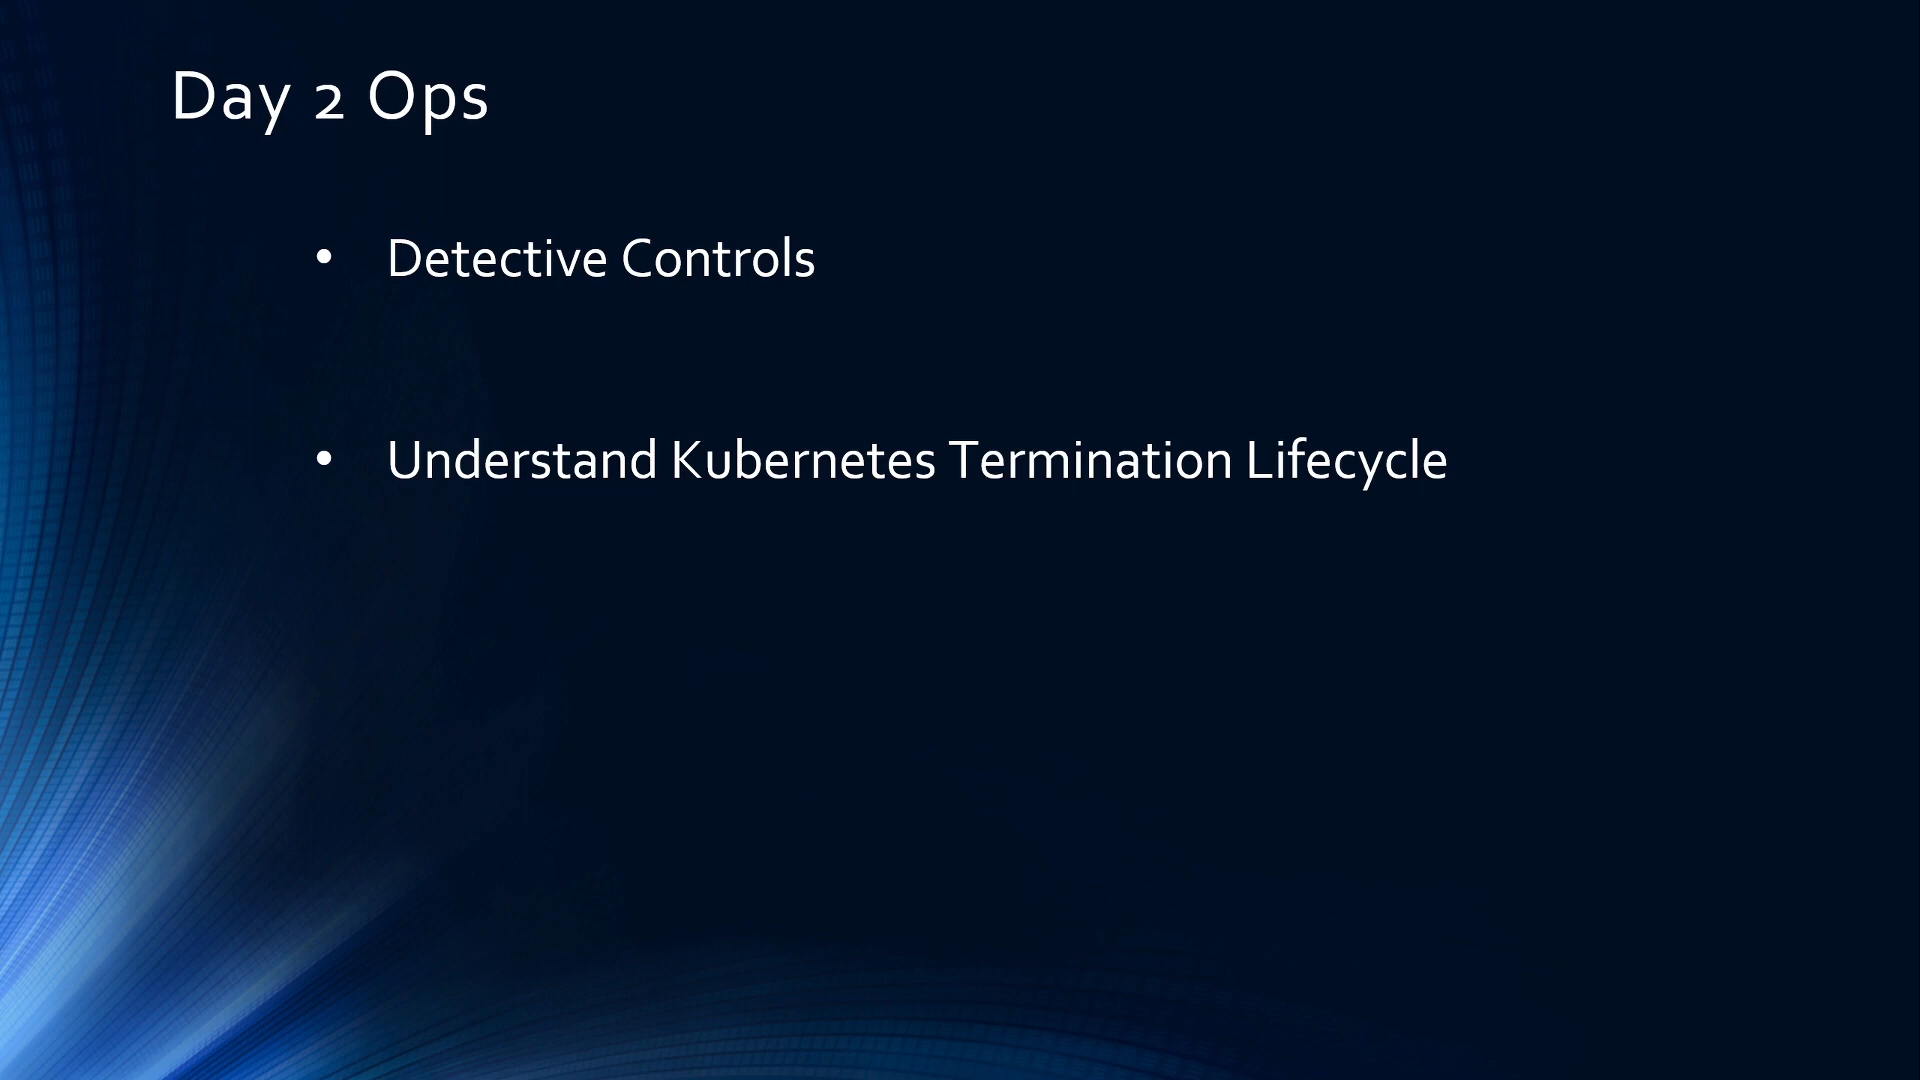 Day 2 Ops
• Detective Controls
• Understand Kubernetes Termination Lifecycle